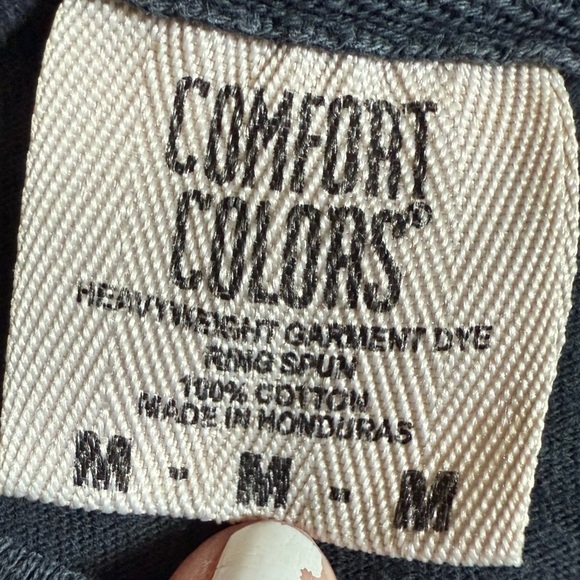 COMFORT
COLORS®
HEAVYWEIGHT GARMENT DYE
RING SPUN
100% COTTON
MADE IN HONDURAS
M - M - M